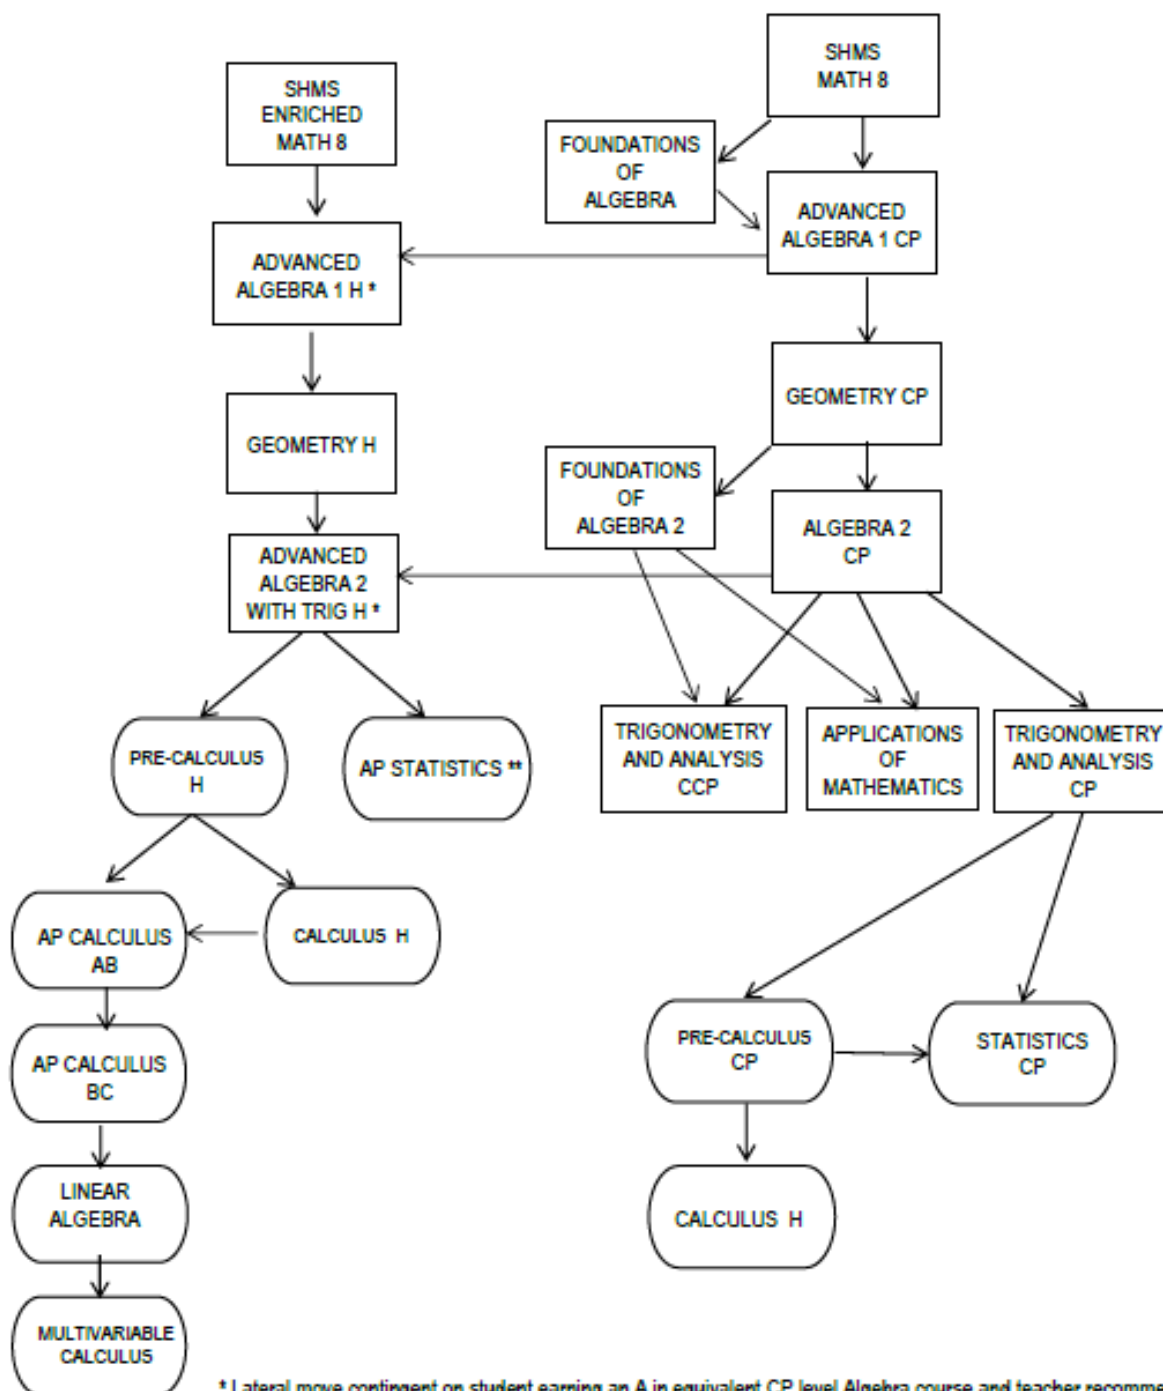 SHMS
MATH 8
SHMS
ENRICHED
MATH 8
FOUNDATIONS
OF
ALGEBRA
ADVANCED
ALGEBRA 1 CP
ADVANCED
ALGEBRA 1 H *
GEOMETRY CP
GEOMETRY H
FOUNDATIONS
OF
ALGEBRA 2
ALGEBRA 2
CP
ADVANCED
ALGEBRA 2
WITH TRIG H *
PRE-CALCULUS
H
AP STATISTICS **
TRIGONOMETRY
AND ANALYSIS
CCP
APPLICATIONS
OF
MATHEMATICS
TRIGONOMETRY
AND ANALYSIS
CP
AP CALCULUS
AB
CALCULUS H
AP CALCULUS
BC
PRE-CALCULUS
CP
STATISTICS
CP
LINEAR
ALGEBRA
CALCULUS H
MULTIVARIABLE
CALCULUS
* Lateral move contingent on student earning an A in equivalent CP level Algebra course and teacher